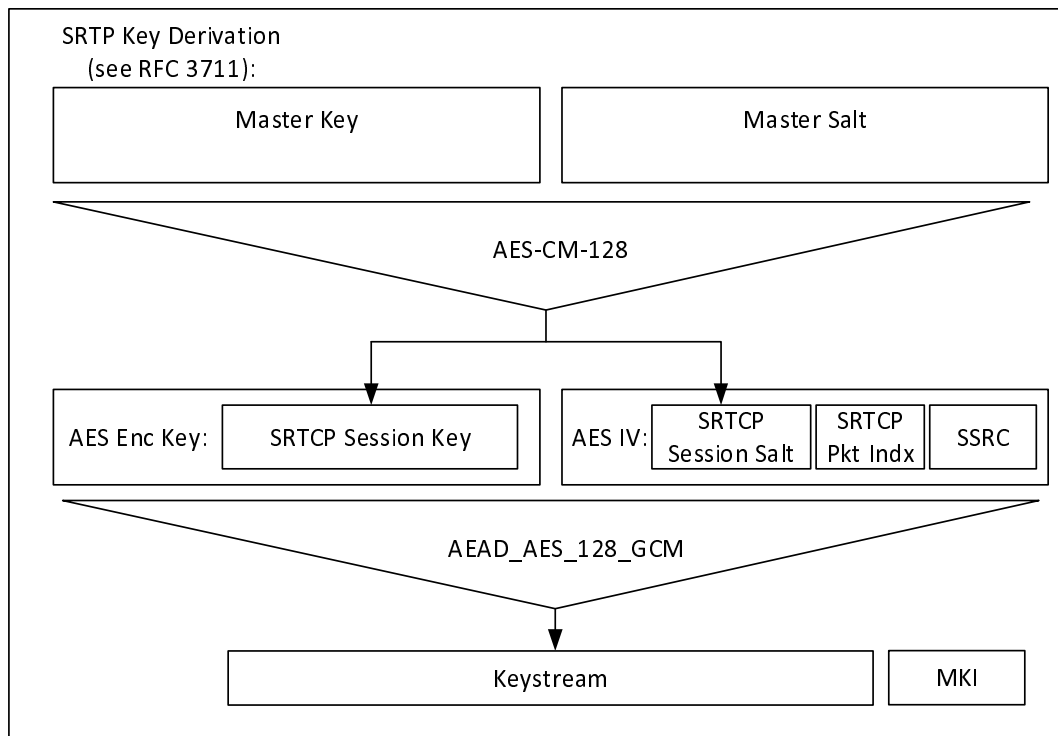 SRTP Key Derivation
(see RFC 3711):
Master Key
Master Salt
AES-CM-128
AES Enc Key:
SRTCP Session Key
AES IV:
SRTCP
Session Salt
SRTCP
Pkt Indx
SSRC
AEAD_AES_128_GCM
Keystream
MKI